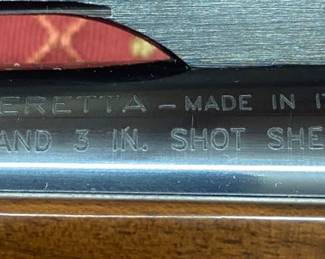 ERETTA – MADE IN IT
AND 3 IN. SHOT SHE